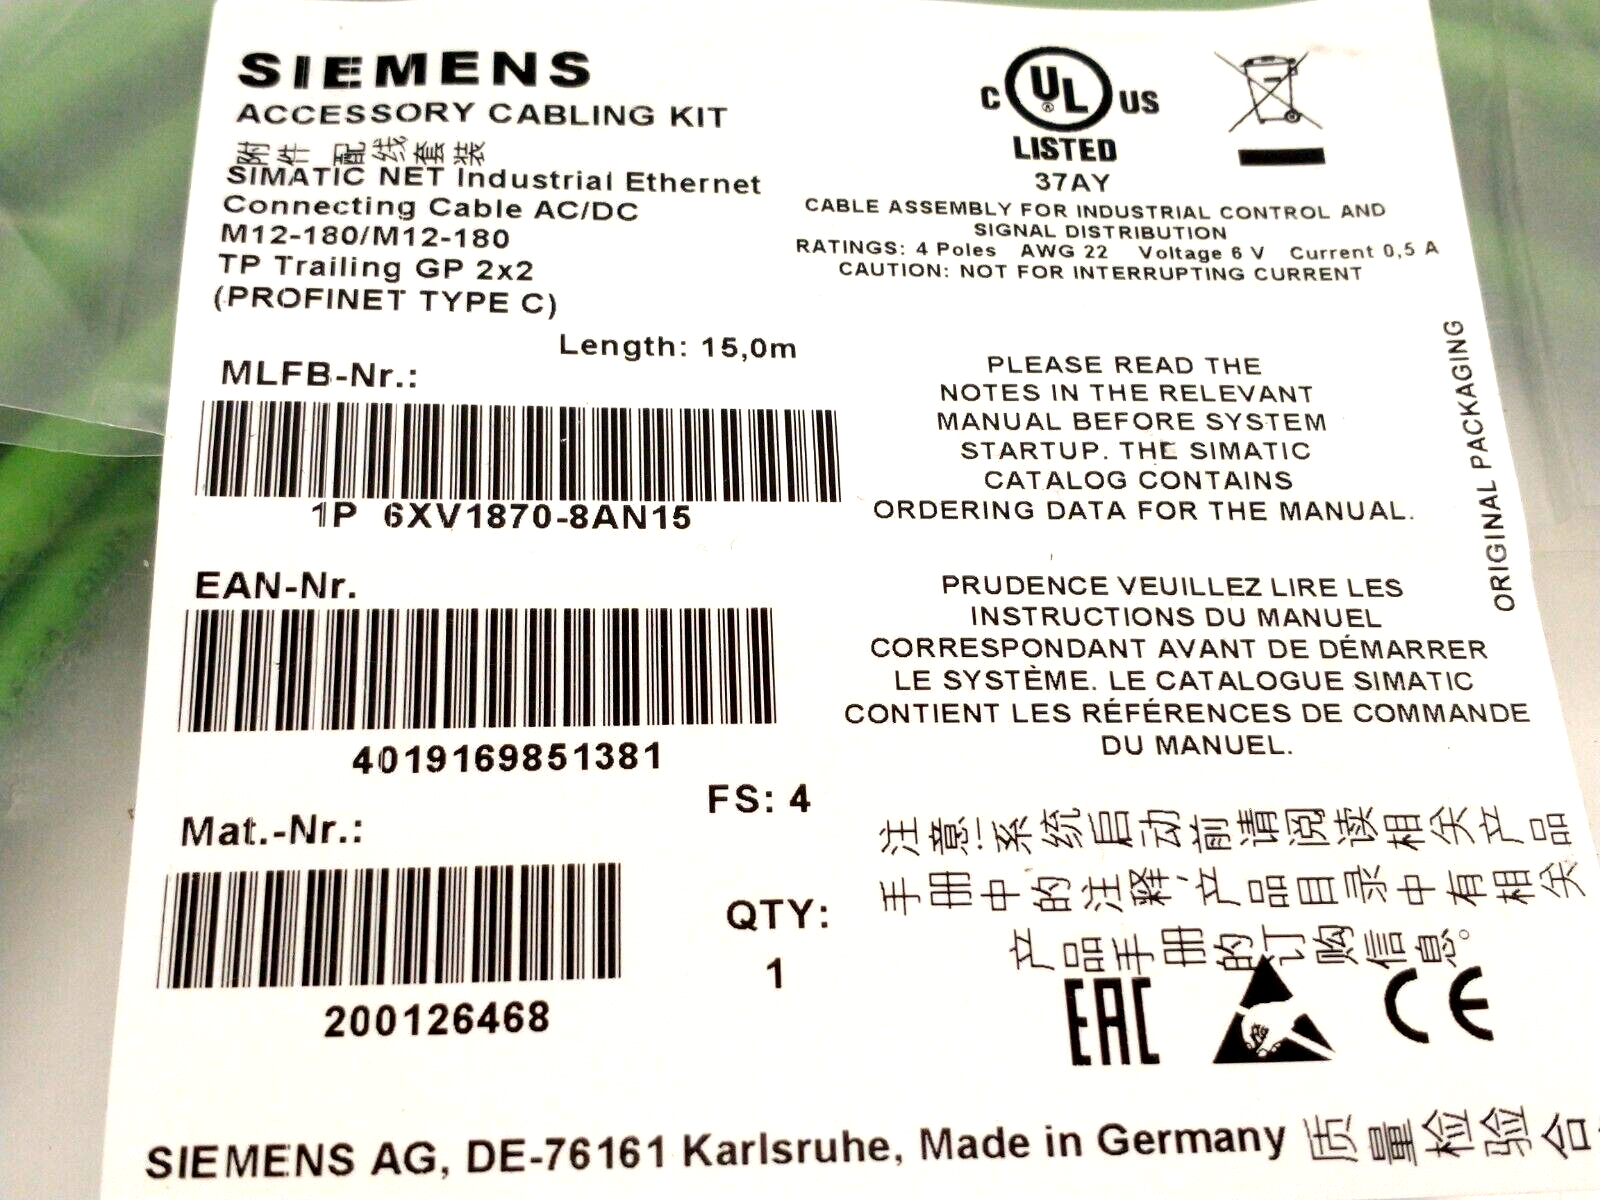 SIEMENS
ACCESSORY CABLING KIT
附件 配线套装
SIMATIC NET Industrial Ethernet
Connecting Cable AC/DC
M12-180/M12-180
TP Trailing GP 2x2
(PROFINET TYPE C)
Length: 15,0m
MLFB-Nr.:
1P 6XV1870-8AN15
EAN-Nr.
4019169851381
FS: 4
Mat.-Nr.:
200126468
QTY:
1
C UL ® US
LISTED
37AY
CABLE ASSEMBLY FOR INDUSTRIAL CONTROL AND
SIGNAL DISTRIBUTION
RATINGS: 4 Poles AWG 22 Voltage 6 V Current 0,5 A
CAUTION: NOT FOR INTERRUPTING CURRENT
PLEASE READ THE
NOTES IN THE RELEVANT
MANUAL BEFORE SYSTEM
STARTUP. THE SIMATIC
CATALOG CONTAINS
ORDERING DATA FOR THE MANUAL.
ORIGINAL PACKAGING
PRUDENCE VEUILLEZ LIRE LES
INSTRUCTIONS DU MANUEL
CORRESPONDANT AVANT DE DÉMARRER
LE SYSTÈME. LE CATALOGUE SIMATIC
CONTIENT LES RÉFÉRENCES DE COMMANDE
DU MANUEL.
注意!系统启动前请阅读相关产品
手册中的注释,产品目录中有相关
产品手册的订购信息。
EAC
CE
SIEMENS AG, DE-76161 Karlsruhe, Made in Germany 质量检验合